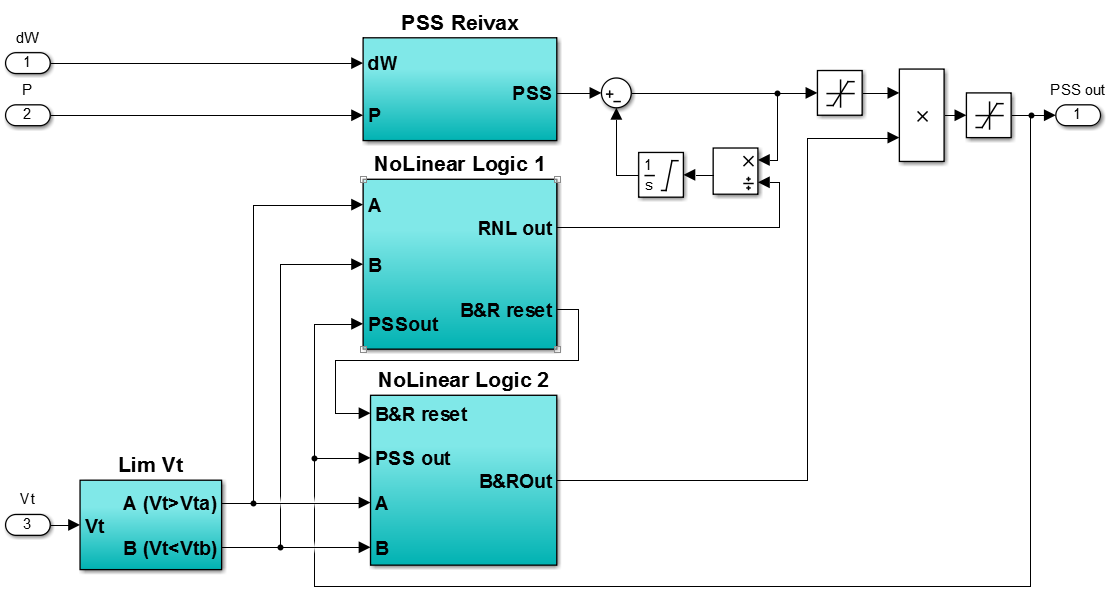 PSS Reivax
dW
1
dW
PSS
P
2
P
+
−
×
PSS out
1
×
÷
1
s
NoLinear Logic 1
A
RNL out
B
B&R reset
PSSout
NoLinear Logic 2
B&R reset
PSS out
B&ROut
A
B
Lim Vt
Vt
3
Vt
A (Vt>Vta)
B (Vt<Vtb)